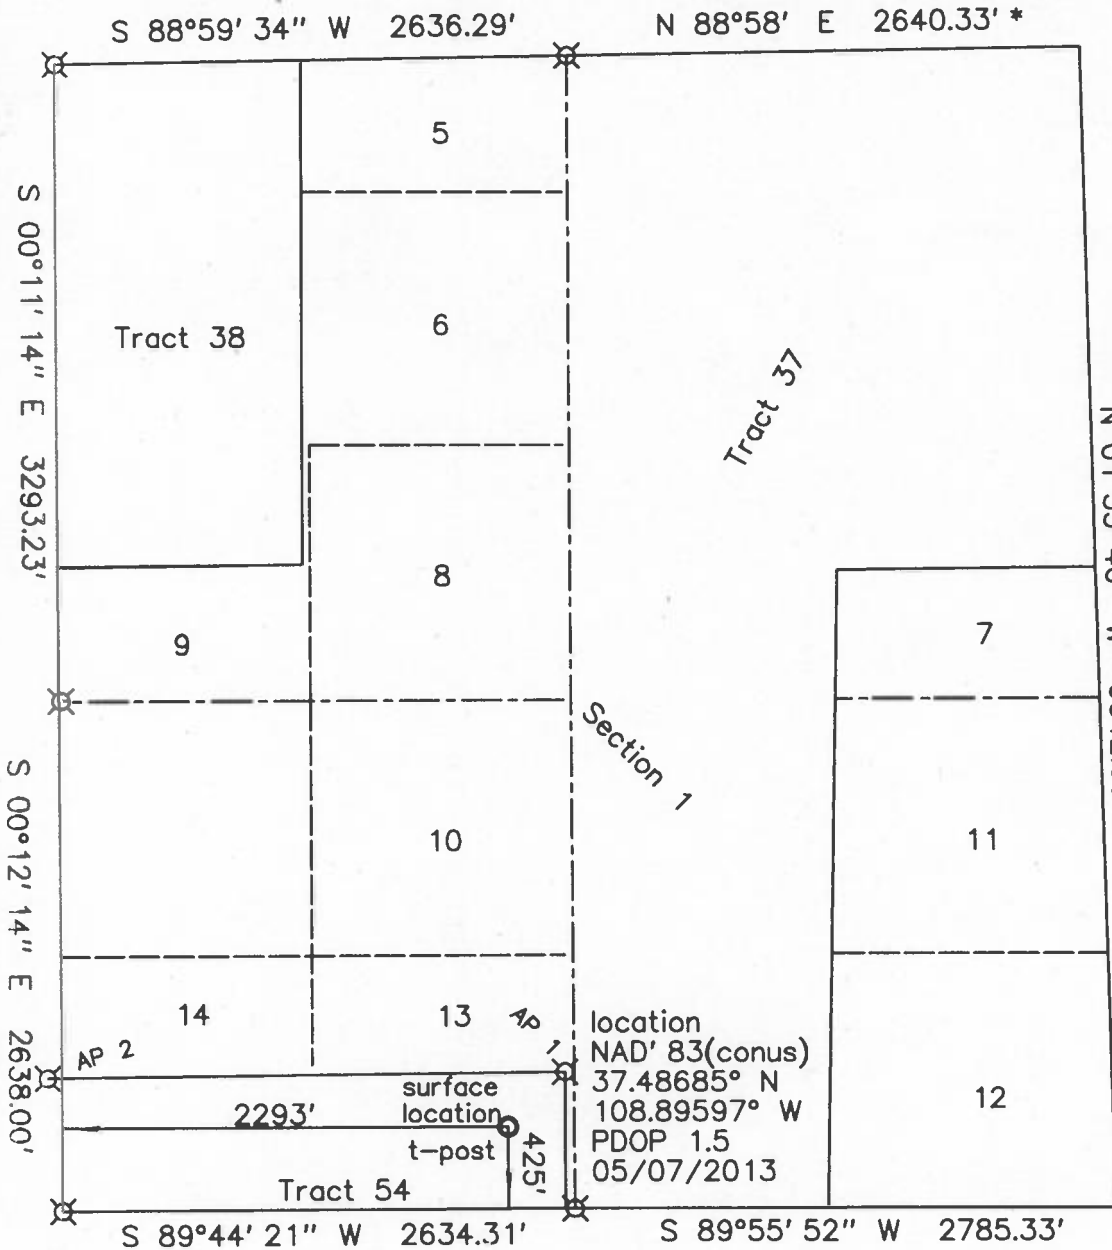 S 88°59' 34" W 2636.29'
N 88°58' E 2640.33' *
5
S 00°11' 14" E 3293.23'
6
Tract 38
Tract 37
8
9
7
Section 1
S 00°12' 14" E 2638.00'
10
11
14
13
AP 1
AP 2
location
NAD' 83(conus)
37.48685° N
108.89597° W
PDOP 1.5
05/07/2013
12
surface
location
t-post
2293'
425'
Tract 54
S 89°44' 21" W 2634.31'
S 89°55' 52" W 2785.33'